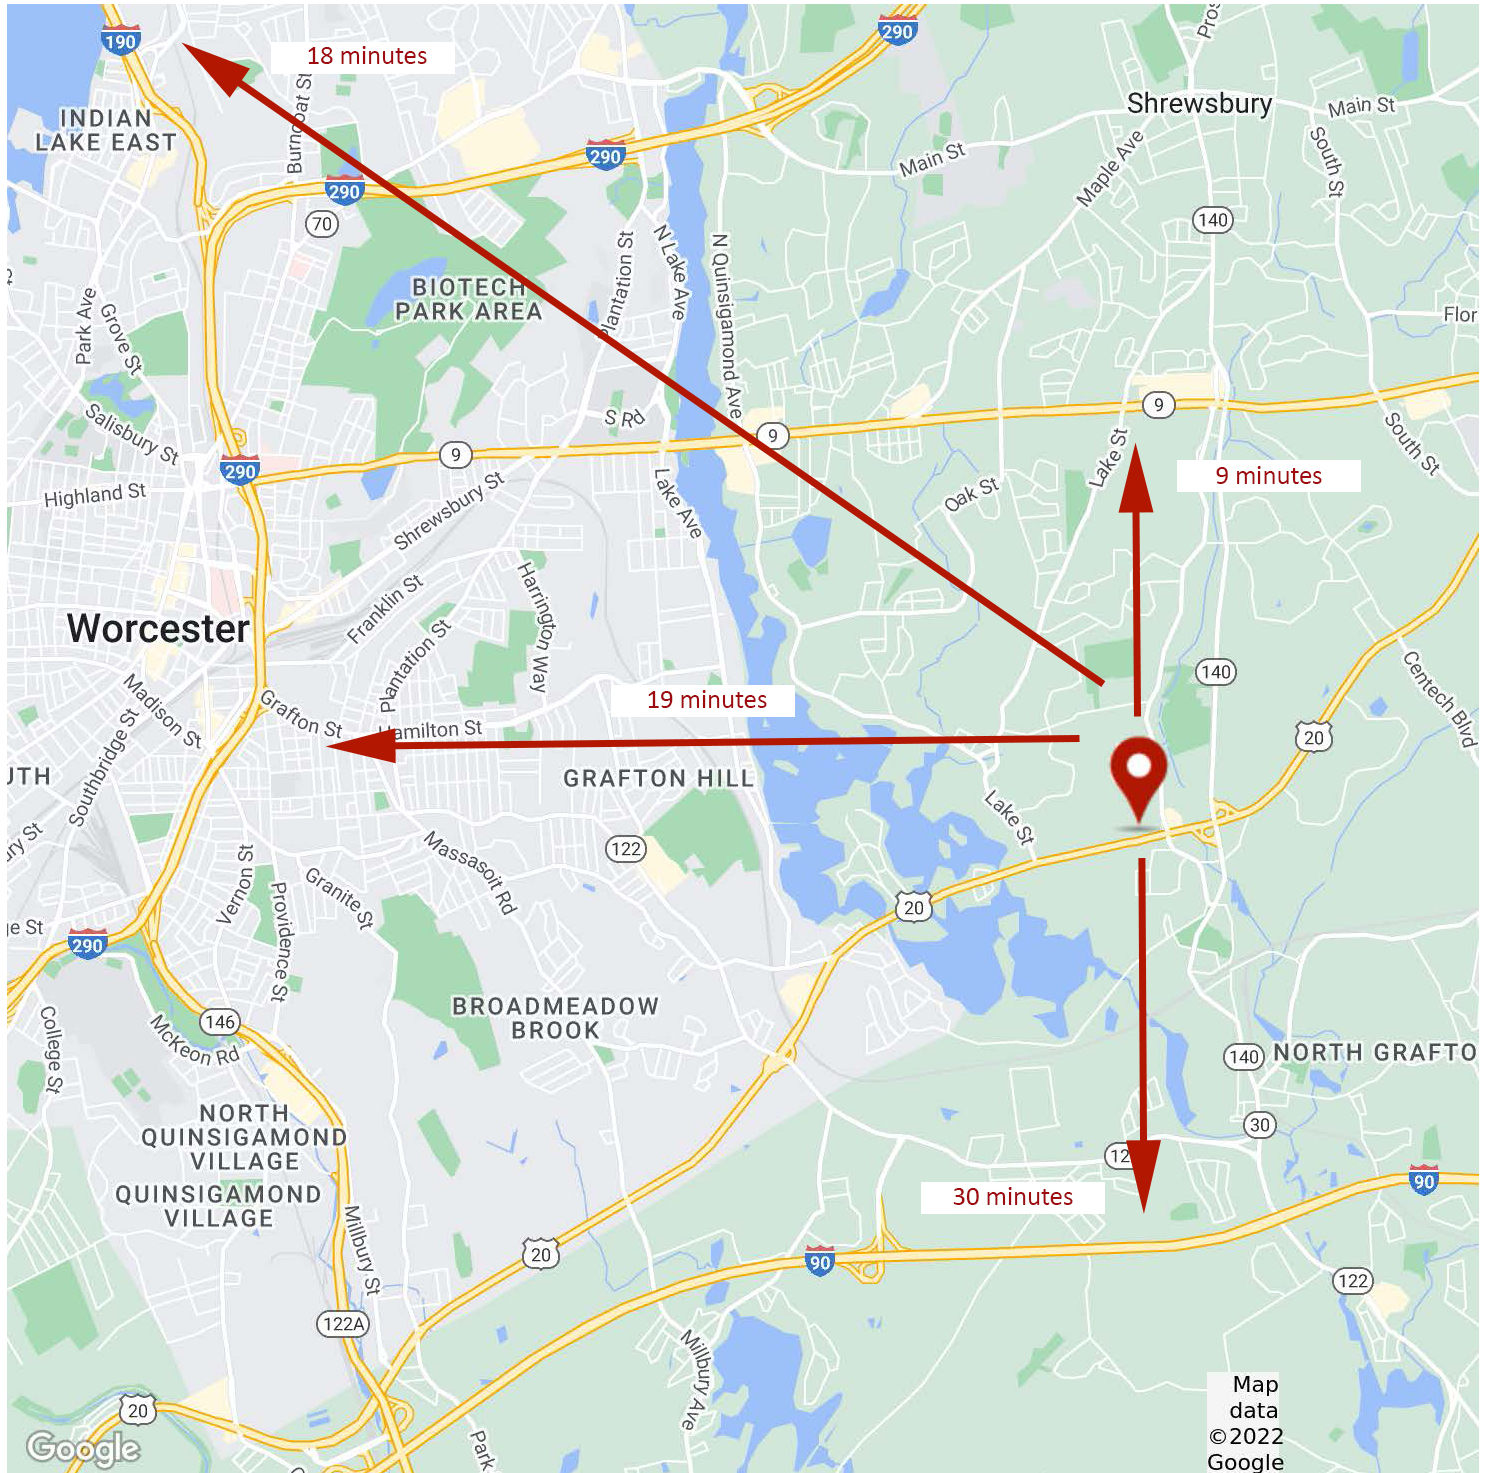 190
18 minutes
290
INDIAN
LAKE EAST
Burncoat St
290
290
70
Shrewsbury
Main St
Main St
Maple Ave
South St
140
N Lake Ave
N Quinsigamond Ave
Plantation St
BIOTECH
PARK AREA
Park Ave
Grove St
Flor
9
9
9
S Rd
Salisbury St
290
Highland St
Shrewsbury St
Lake Ave
Oak St
Lake St
9 minutes
South St
Worcester
Franklin St
Plantation St
Harrington Way
140
Centech Blvd
Madison St
Southbridge St
Grafton St
Hamilton St
19 minutes
20
UTH
GRAFTON HILL
Lake St
122
Massasoit Rd
Vernon St
Granite St
Providence St
20
ge St
290
146
McKeon Rd
College St
BROADMEADOW
BROOK
140
NORTH GRAFTO
NORTH
QUINSIGAMOND
VILLAGE
30
12
QUINSIGAMOND
VILLAGE
30 minutes
90
Millbury St
20
90
122
122A
Millbury Ave
20
Park
Google
Map
data
©2022
Google